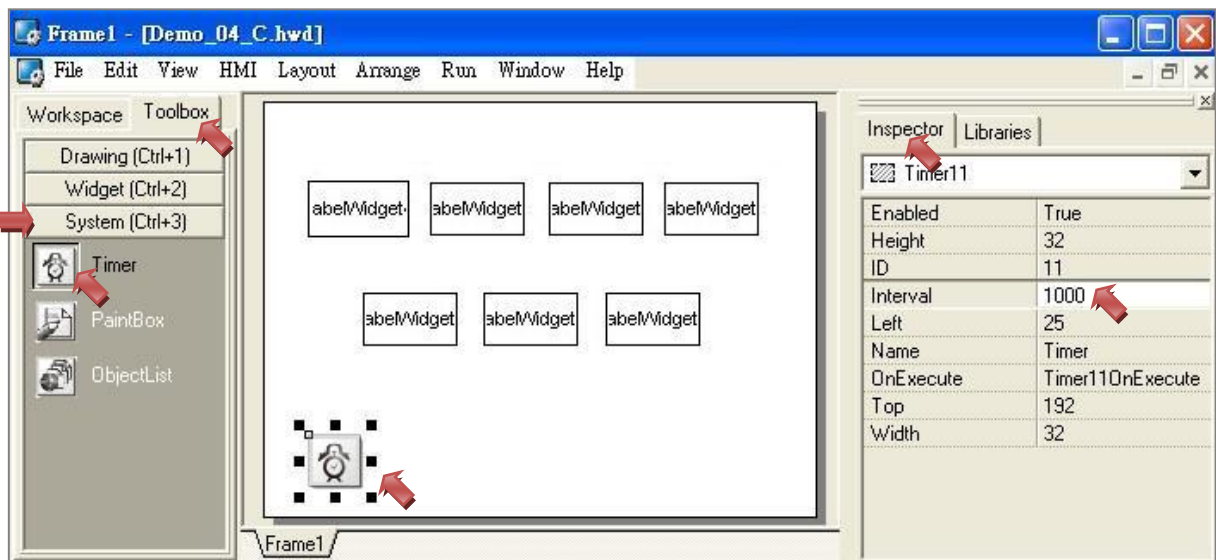 Frame1 - [Demo_04_C.hwd]
File Edit View HMI Layout Arrange Run Window Help
Workspace Toolbox
Drawing (Ctrl+1)
Widget (Ctrl+2)
System (Ctrl+3)
Timer
PaintBox
ObjectList
abelWidget abelWidget abelWidget abelWidget
abelWidget abelWidget abelWidget
Frame1
Inspector Libraries
Timer11
Enabled True
Height 32
ID 11
Interval 1000
Left 25
Name Timer
OnExecute Timer11OnExecute
Top 192
Width 32